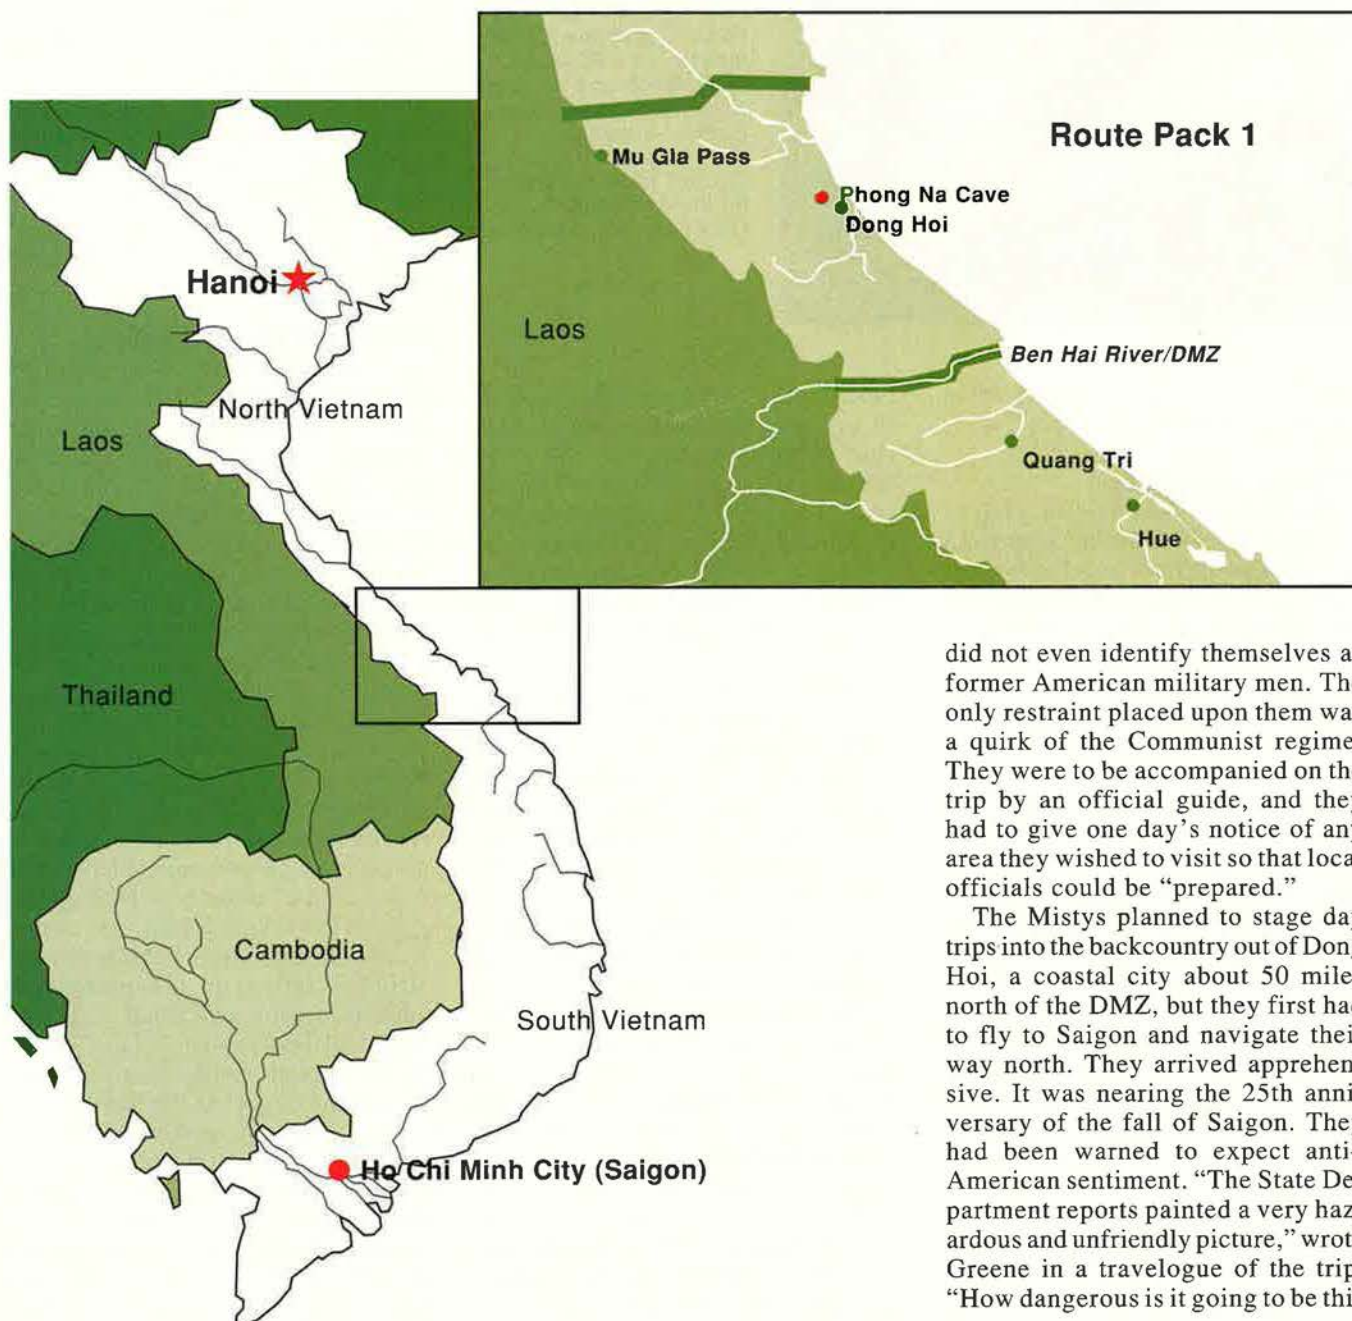 Route Pack 1
Mu Gia Pass
Phong Na Cave
Dong Hoi
Laos
Ben Hai River/DMZ
Quang Tri
Hue
Hanoi
North Vietnam
Laos
Thailand
Cambodia
South Vietnam
Ho Chi Minh City (Saigon)
did not even identify themselves a
former American military men. The
only restraint placed upon them wa
a quirk of the Communist regime
They were to be accompanied on the
trip by an official guide, and they
had to give one day's notice of any
area they wished to visit so that loca
officials could be "prepared."
The Mistys planned to stage day
trips into the backcountry out of Dong
Hoi, a coastal city about 50 mile
north of the DMZ, but they first had
to fly to Saigon and navigate thei
way north. They arrived apprehen
sive. It was nearing the 25th anni
versary of the fall of Saigon. They
had been warned to expect anti-
American sentiment. "The State De
partment reports painted a very haz
ardous and unfriendly picture," wrot
Greene in a travelogue of the trip
"How dangerous is it going to be thi